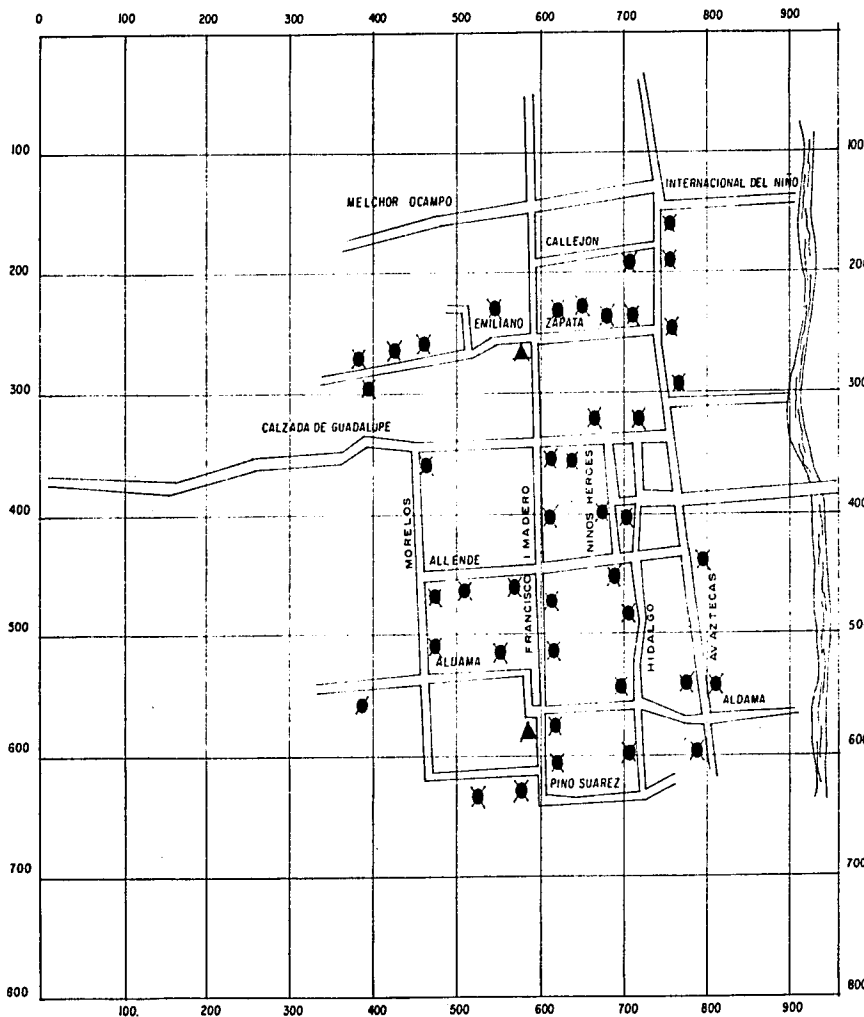 0 100 200 300 400 500 600 700 800 900
100 100
INTERNACIONAL DEL NIÑO
MELCHOR OCAMPO
CALLEJON
200 200
EMILIANO ZAPATA
300 300
CALZADA DE GUADALUPE
NIÑOS HEROES
FRANCISCO I MADERO
MORELOS
400 400
ALLENDE
AV AZTECAS
HIDALGO
500 500
ALDAMA
ALDAMA
600 600
PINO SUAREZ
700 700
600 800
0 100. 200 300 400 500 600 700 800 900